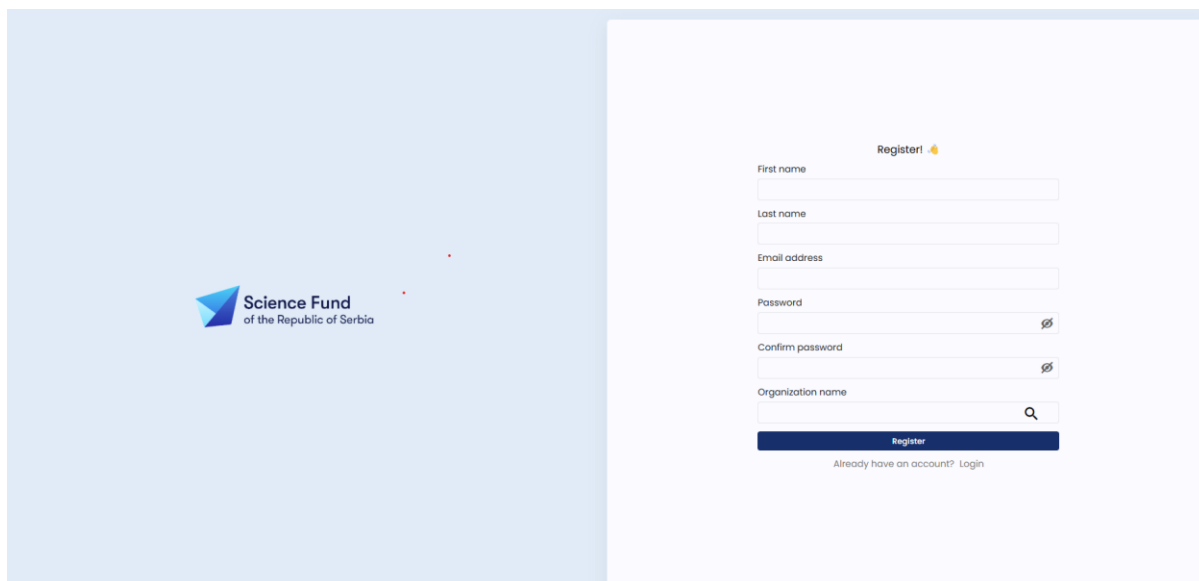 Science Fund
of the Republic of Serbia
Register! 👋
First name
Last name
Email address
Password
Confirm password
Organization name
Register
Already have an account? Login